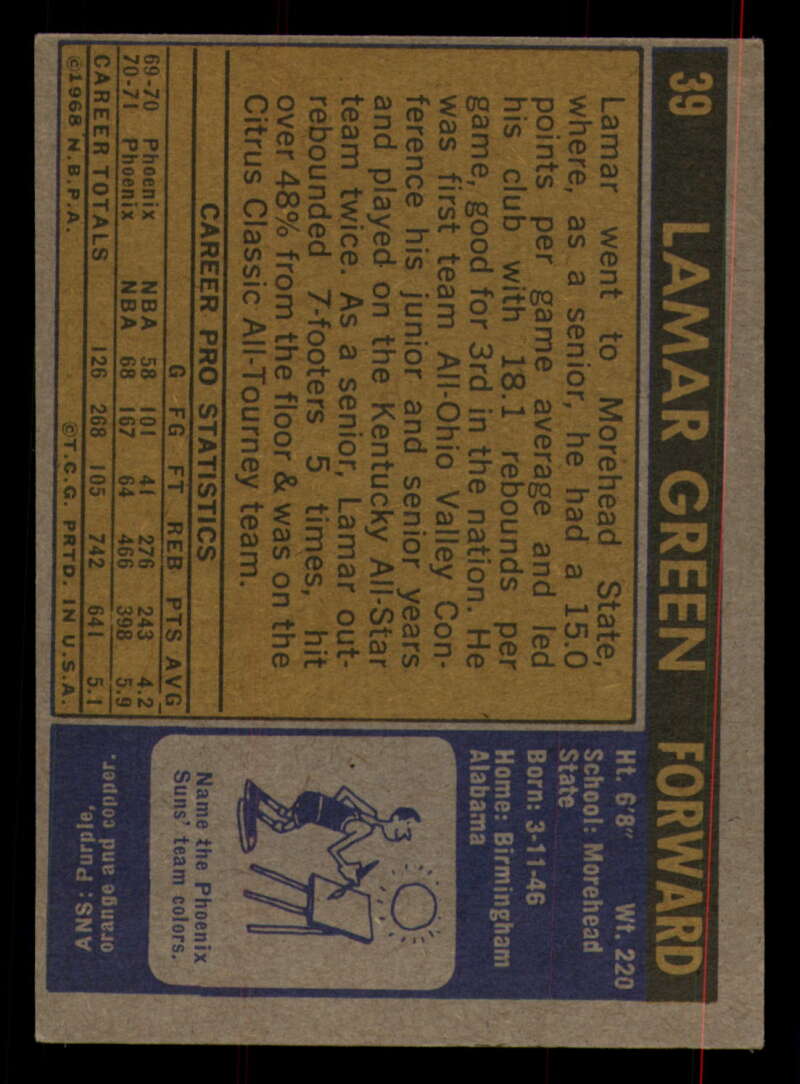 39 LAMAR GREEN FORWARD
Lamar went to Morehead State,
where, as a senior, he had a 15.0
points per game average and led
his club with 18.1 rebounds per
game, good for 3rd in the nation. He
was first team All-Ohio Valley Con-
ference his junior and senior years
and played on the Kentucky All-Star
team twice. As a senior, Lamar out-
rebounded 7-footers 5 times, hit
over 48% from the floor & was on the
Citrus Classic All-Tourney team.
CAREER PRO STATISTICS
G FG FT REB PTS AVG
69-70 Phoenix NBA 58 101 41 276 243 4.2
70-71 Phoenix NBA 68 167 64 466 398 5.9
CAREER TOTALS 126 268 105 742 641 5.1
©1968 N.B.P.A. ©T.C.G. PRTD. IN U.S.A.
Ht. 6'8" Wt. 220
School: Morehead
State
Born: 3-11-46
Home: Birmingham
Alabama
Name the Phoenix
Suns' team colors.
ANS: Purple,
orange and copper.